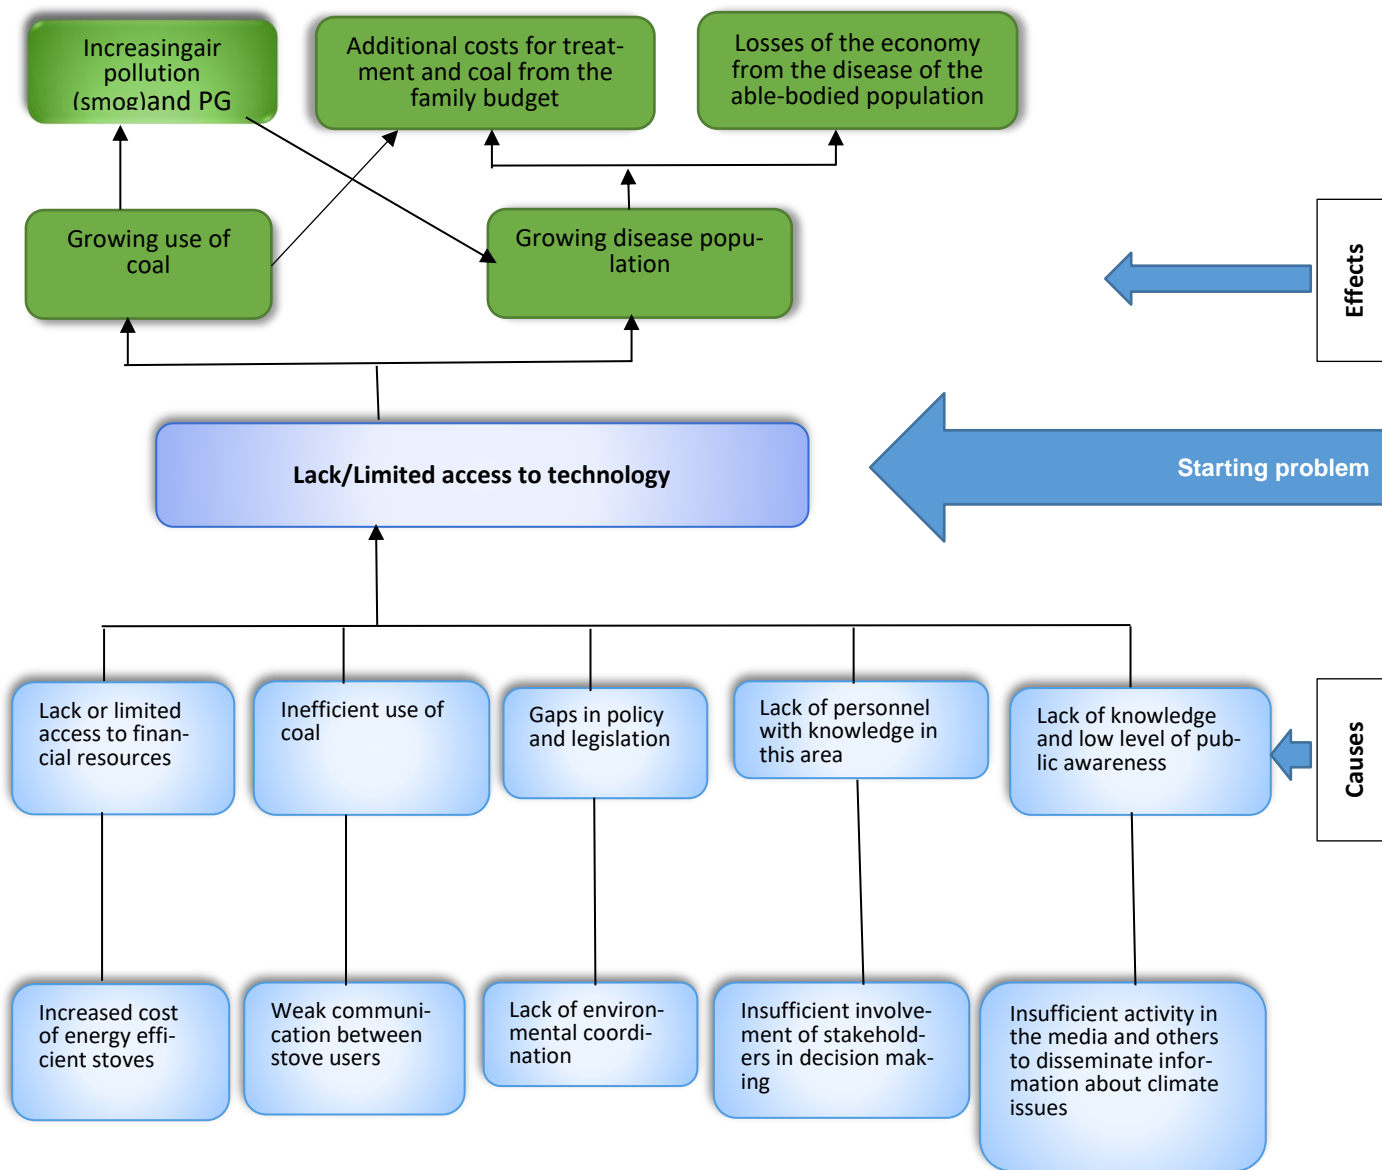 Increasingair
pollution
(smog)and PG
Additional costs for treat-
ment and coal from the
family budget
Losses of the economy
from the disease of the
able-bodied population
Growing use of
coal
Growing disease popu-
lation
Effects
Lack/Limited access to technology
Starting problem
Lack or limited
access to finan-
cial resources
Inefficient use of
coal
Gaps in policy
and legislation
Lack of personnel
with knowledge in
this area
Lack of knowledge
and low level of pub-
lic awareness
Causes
Increased cost
of energy effi-
cient stoves
Weak communi-
cation between
stove users
Lack of environ-
mental coordi-
nation
Insufficient involve-
ment of stakehold-
ers in decision mak-
ing
Insufficient activity in
the media and others
to disseminate infor-
mation about climate
issues